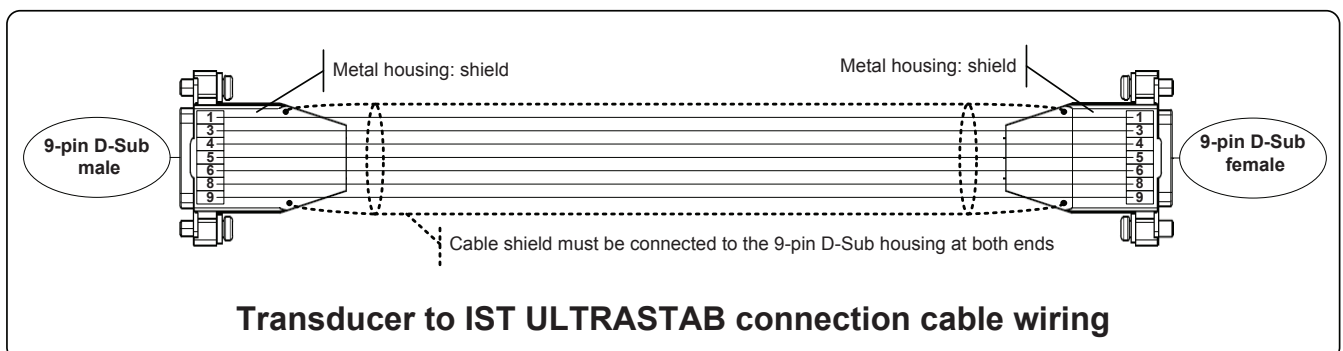 Metal housing: shield
Metal housing: shield
9-pin D-Sub
male
1
3
4
5
6
8
9
1
3
4
5
6
8
9
9-pin D-Sub
female
Cable shield must be connected to the 9-pin D-Sub housing at both ends
Transducer to IST ULTRASTAB connection cable wiring